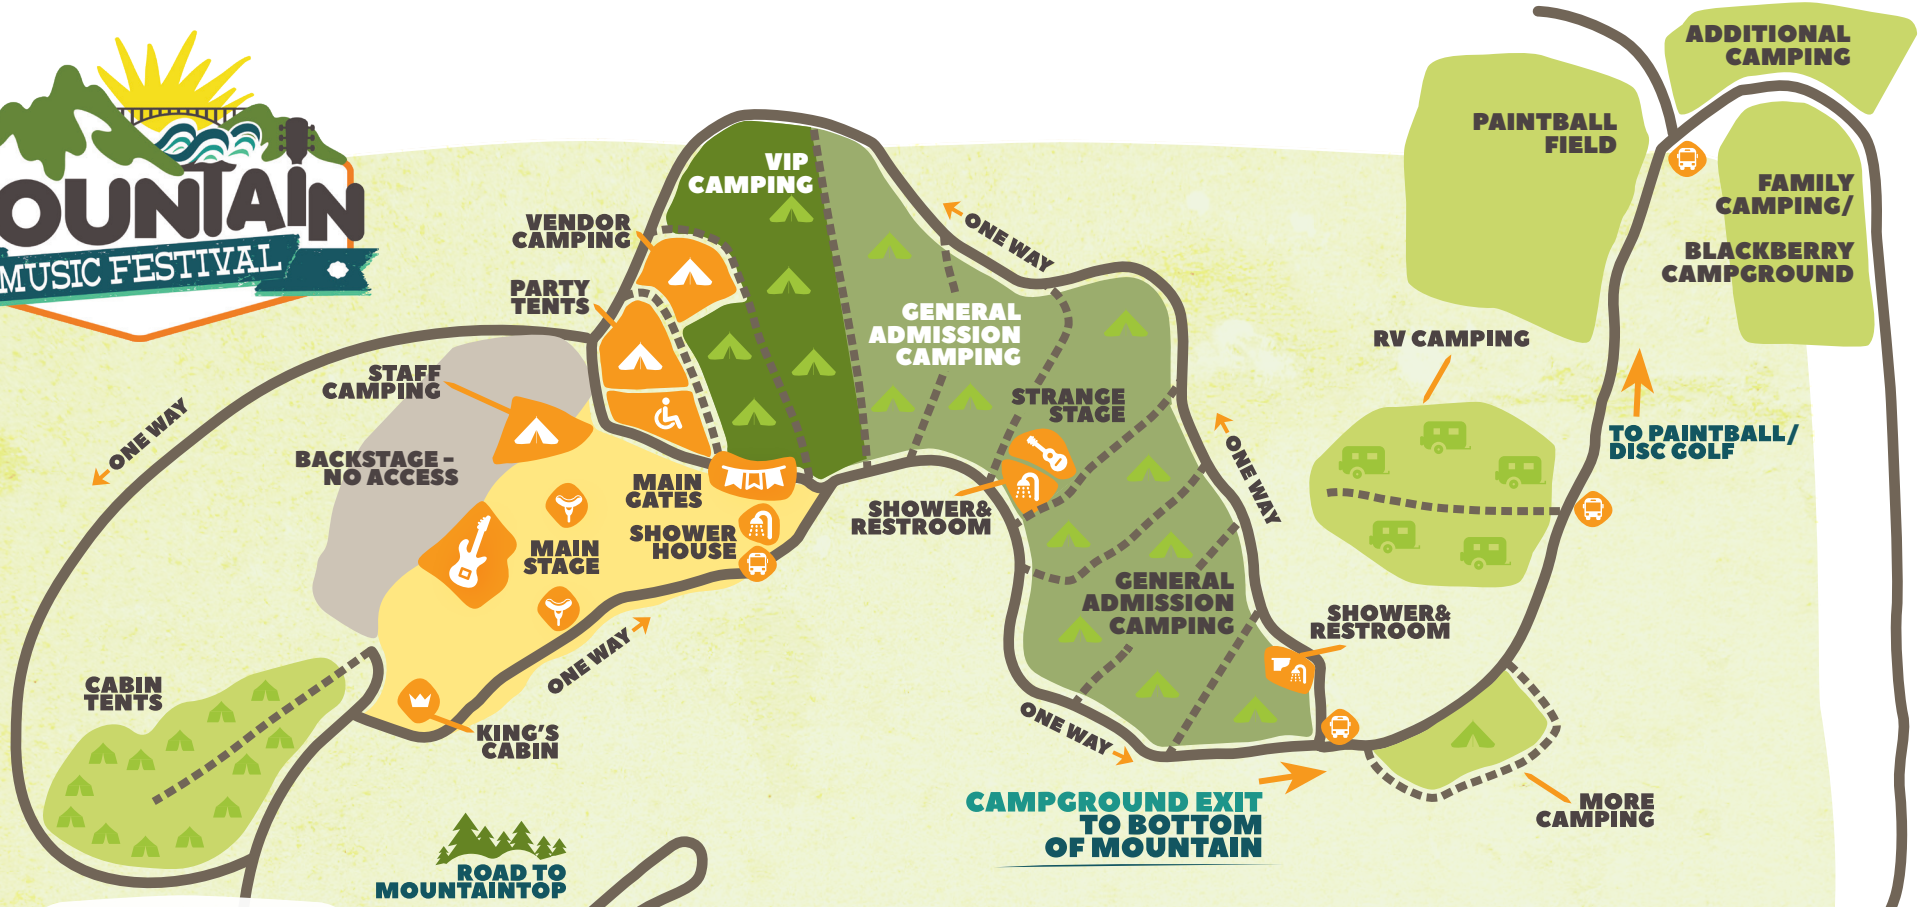 OUNTAIN
MUSIC FESTIVAL
VIP
CAMPING
VENDOR
CAMPING
PARTY
TENTS
STAFF
CAMPING
BACKSTAGE -
NO ACCESS
ONE WAY
MAIN
GATES
SHOWER
HOUSE
MAIN
STAGE
ONE WAY
KING'S
CABIN
CABIN
TENTS
ROAD TO
MOUNTAINTOP
GENERAL
ADMISSION
CAMPING
ONE WAY
STRANGE
STAGE
SHOWER&
RESTROOM
ONE WAY
GENERAL
ADMISSION
CAMPING
SHOWER&
RESTROOM
ONE WAY
CAMPGROUND EXIT
TO BOTTOM
OF MOUNTAIN
MORE
CAMPING
RV CAMPING
TO PAINTBALL/
DISC GOLF
PAINTBALL
FIELD
ADDITIONAL
CAMPING
FAMILY
CAMPING/
BLACKBERRY
CAMPGROUND